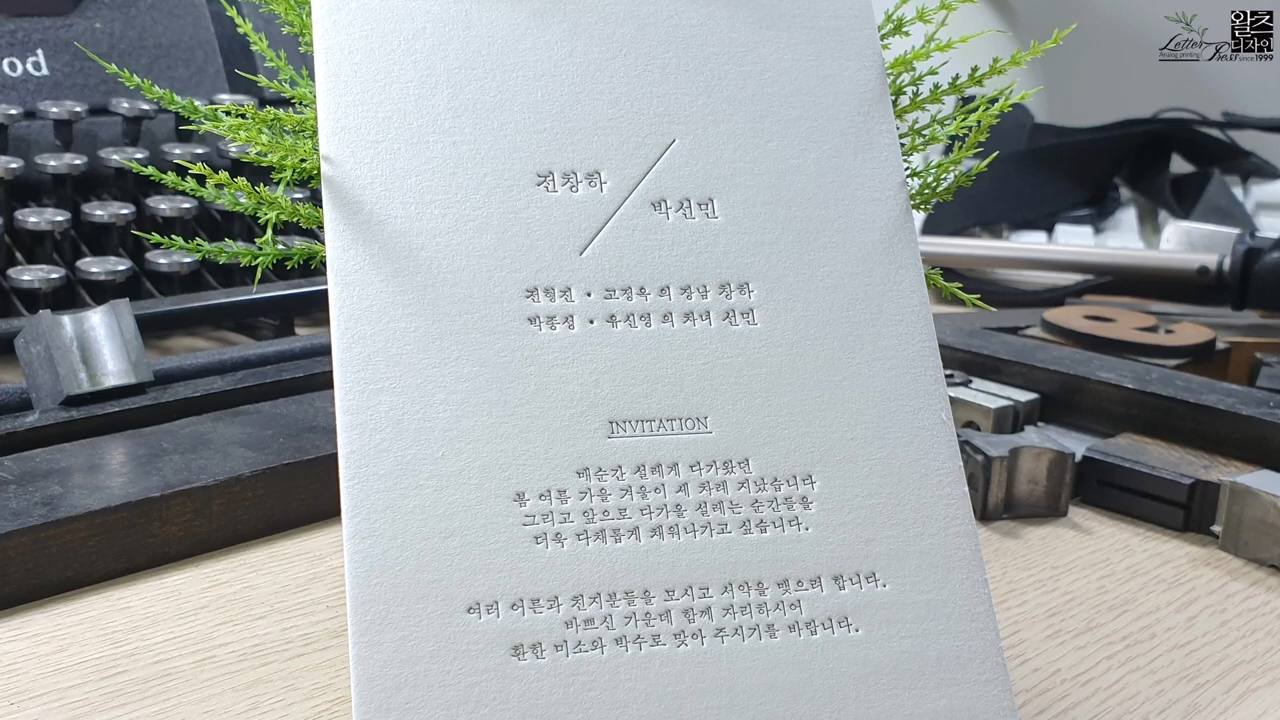 od
왈츠
디자인
Letter
Press
Analog printing
since 1999
전창하
박선민
전형진 · 고정옥 의 장남 창하
박종성 · 유신영 의 차녀 선민
INVITATION
매순간 설레게 다가왔던
봄 여름 가을 겨울이 세 차례 지났습니다
그리고 앞으로 다가올 설레는 순간들을
더욱 다채롭게 채워나가고 싶습니다.
여러 어른과 친지분들을 모시고 서약을 맺으려 합니다.
바쁘신 가운데 함께 자리하시어
환한 미소와 박수로 맞아 주시기를 바랍니다.
e